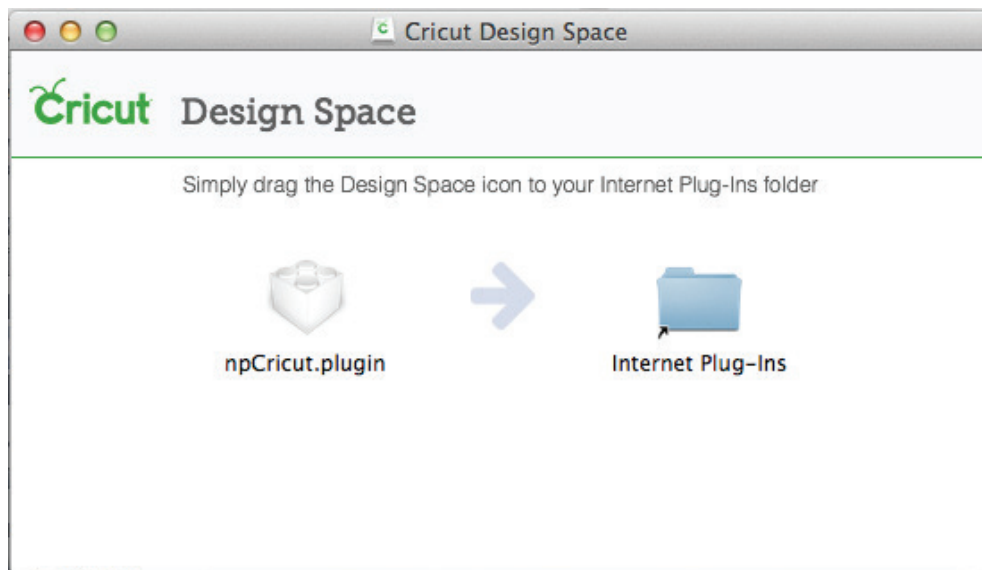 Cricut Design Space
Cricut Design Space
Simply drag the Design Space icon to your Internet Plug-Ins folder
npCricut.plugin Internet Plug-Ins